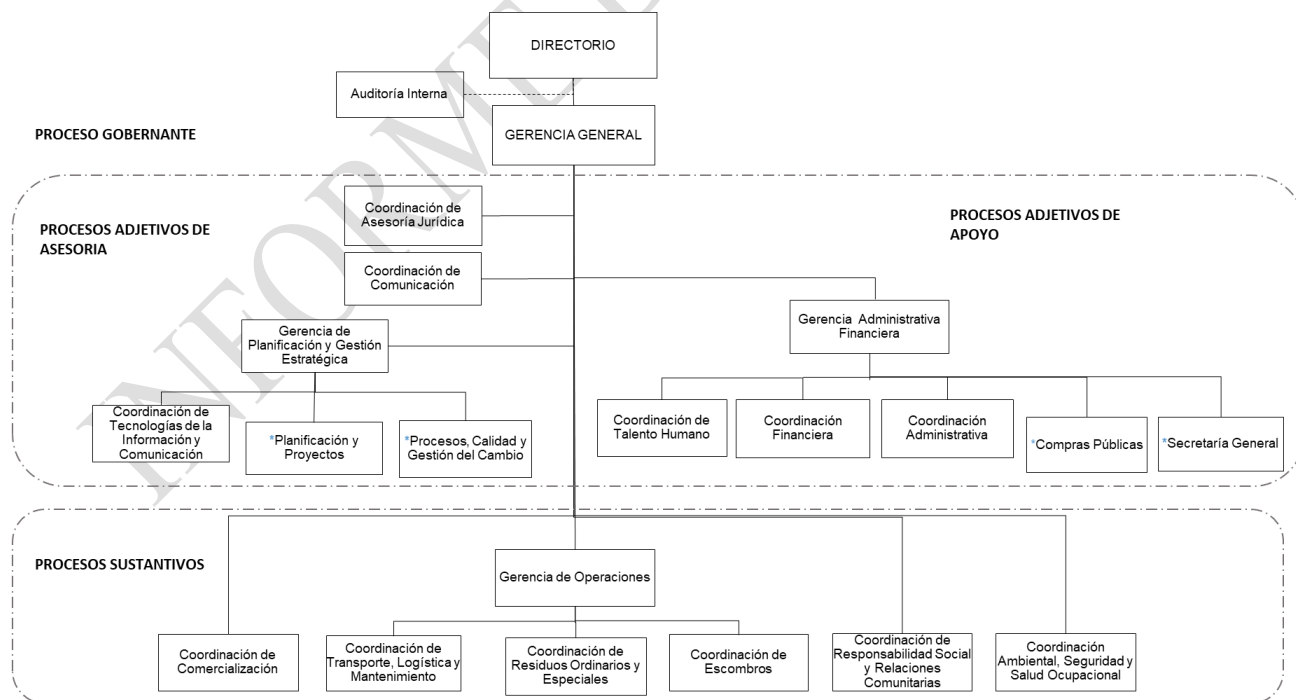 DIRECTORIO
Auditoría Interna
PROCESO GOBERNANTE
GERENCIA GENERAL
PROCESOS ADJETIVOS DE
ASESORIA
Coordinación de
Asesoría Jurídica
PROCESOS ADJETIVOS DE
APOYO
Coordinación de
Comunicación
Gerencia de
Planificación y Gestión
Estratégica
Gerencia Administrativa
Financiera
Coordinación de
Tecnologías de la
Información y
Comunicación
*Planificación y
Proyectos
*Procesos, Calidad y
Gestión del Cambio
Coordinación de
Talento Humano
Coordinación
Financiera
Coordinación
Administrativa
*Compras Públicas
*Secretaría General
PROCESOS SUSTANTIVOS
Gerencia de Operaciones
Coordinación de
Comercialización
Coordinación de
Transporte, Logística y
Mantenimiento
Coordinación de
Residuos Ordinarios y
Especiales
Coordinación de
Escombros
Coordinación de
Responsabilidad Social
y Relaciones
Comunitarias
Coordinación
Ambiental, Seguridad y
Salud Ocupacional